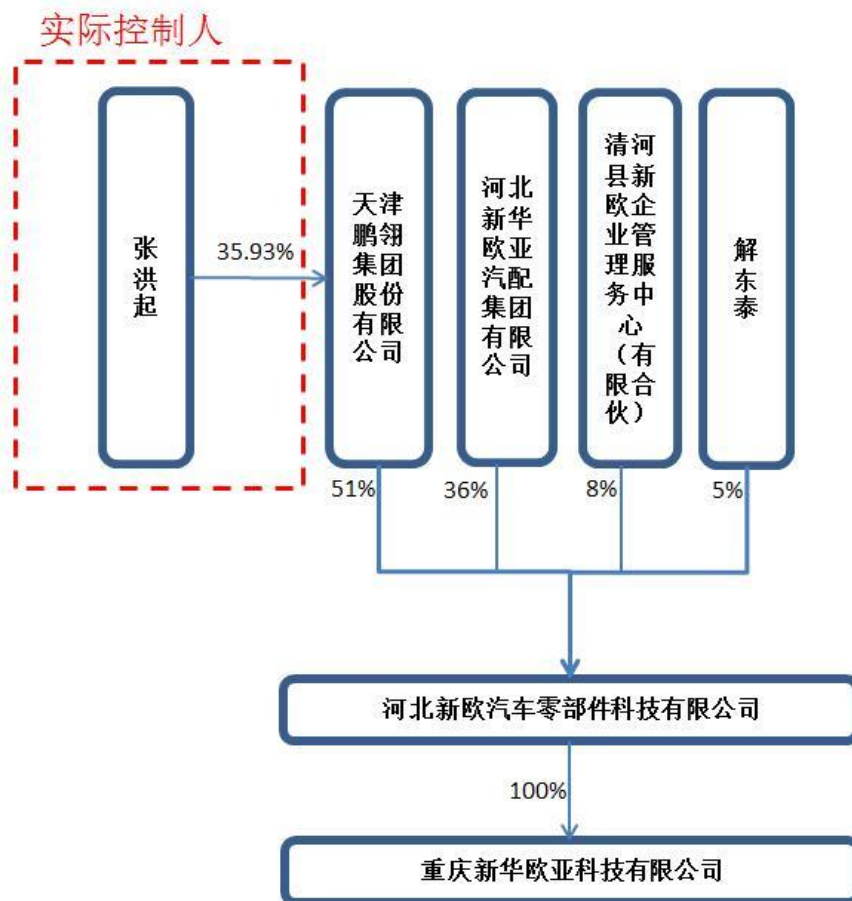 实际控制人
张
洪
起
35.93%
天津
鹏翎
集团
股份
有限
公司
河北
新华
欧亚
汽配
集团
有限
公司
清河
县新
欧企
业管
理服
务中
心
（有
限合
伙）
解
东
泰
51%
36%
8%
5%
河北新欧汽车零部件科技有限公司
100%
重庆新华欧亚科技有限公司